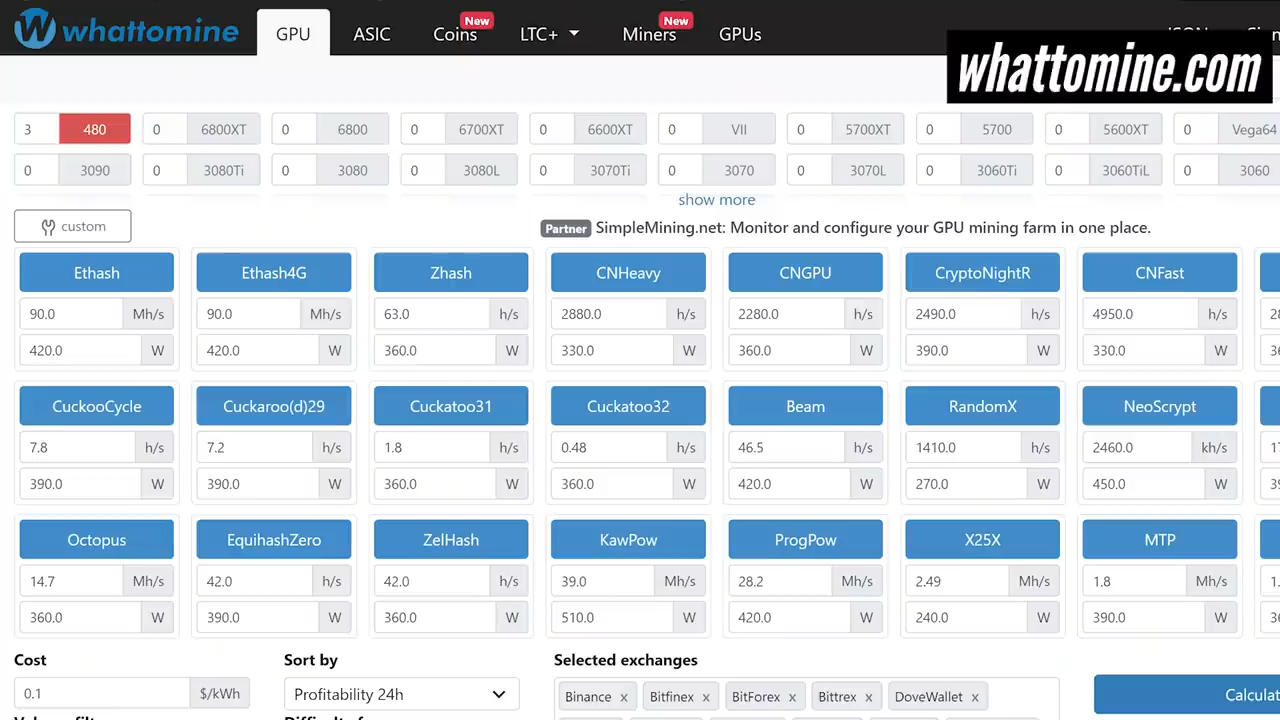 New New
whattomine GPU ASIC Coins LTC+ Miners GPUs
whattomine.com
3 480 0 6800XT 0 6800 0 6700XT 0 6600XT 0 VII 0 5700XT 0 5700 0 5600XT 0 Vega64
0 3090 0 3080Ti 0 3080 0 3080L 0 3070Ti 0 3070 0 3070L 0 3060Ti 0 3060TiL 0 3060
show more
custom Partner SimpleMining.net: Monitor and configure your GPU mining farm in one place.
Ethash Ethash4G Zhash CNHeavy CNGPU CryptoNightR CNFast
90.0 Mh/s 90.0 Mh/s 63.0 h/s 2880.0 h/s 2280.0 h/s 2490.0 h/s 4950.0 h/s
420.0 W 420.0 W 360.0 W 330.0 W 360.0 W 390.0 W 330.0 W
CuckooCycle Cuckaroo(d)29 Cuckatoo31 Cuckatoo32 Beam RandomX NeoScrypt
7.8 h/s 7.2 h/s 1.8 h/s 0.48 h/s 46.5 h/s 1410.0 h/s 2460.0 kh/s
390.0 W 390.0 W 360.0 W 360.0 W 420.0 W 270.0 W 450.0 W
Octopus EquihashZero ZelHash KawPow ProgPow X25X MTP
14.7 Mh/s 42.0 h/s 42.0 h/s 39.0 Mh/s 28.2 Mh/s 2.49 Mh/s 1.8 Mh/s
360.0 W 390.0 W 360.0 W 510.0 W 420.0 W 240.0 W 390.0 W
Cost Sort by Selected exchanges
0.1 $/kWh Profitability 24h Binance × Bitfinex × BitForex × Bittrex × DoveWallet × Calculat